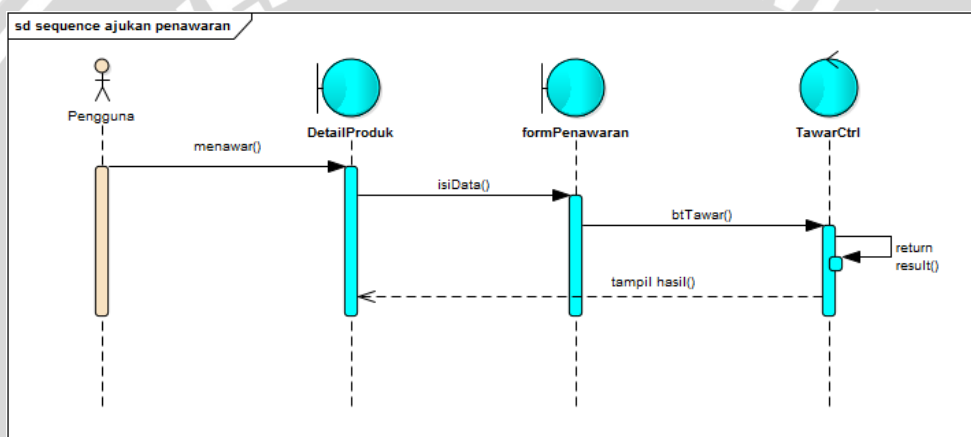 sd sequence ajukan penawaran
Pengguna
DetailProduk
formPenawaran
TawarCtrl
menawar()
isiData()
btTawar()
return
result()
tampil hasil()